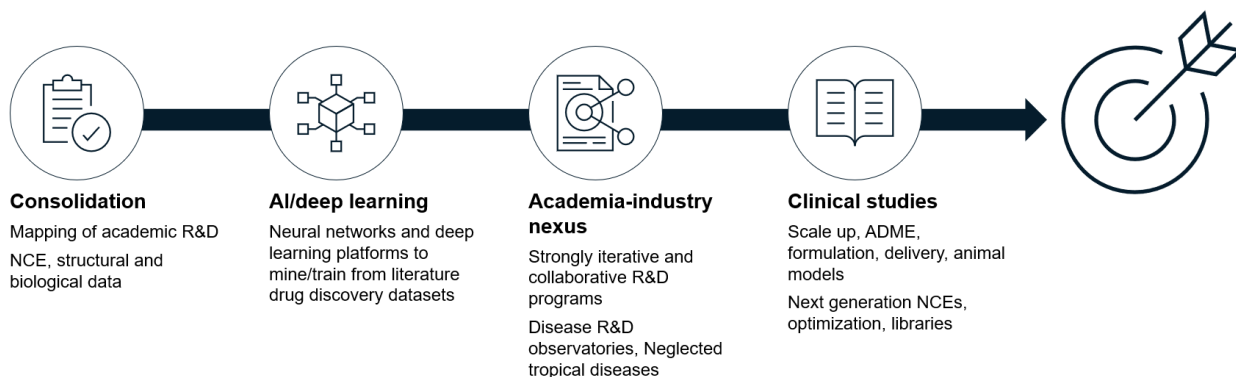 Consolidation
Mapping of academic R&D
NCE, structural and
biological data
AI/deep learning
Neural networks and deep
learning platforms to
mine/train from literature
drug discovery datasets
Academia-industry
nexus
Strongly iterative and
collaborative R&D
programs
Disease R&D
observatories, Neglected
tropical diseases
Clinical studies
Scale up, ADME,
formulation, delivery, animal
models
Next generation NCEs,
optimization, libraries